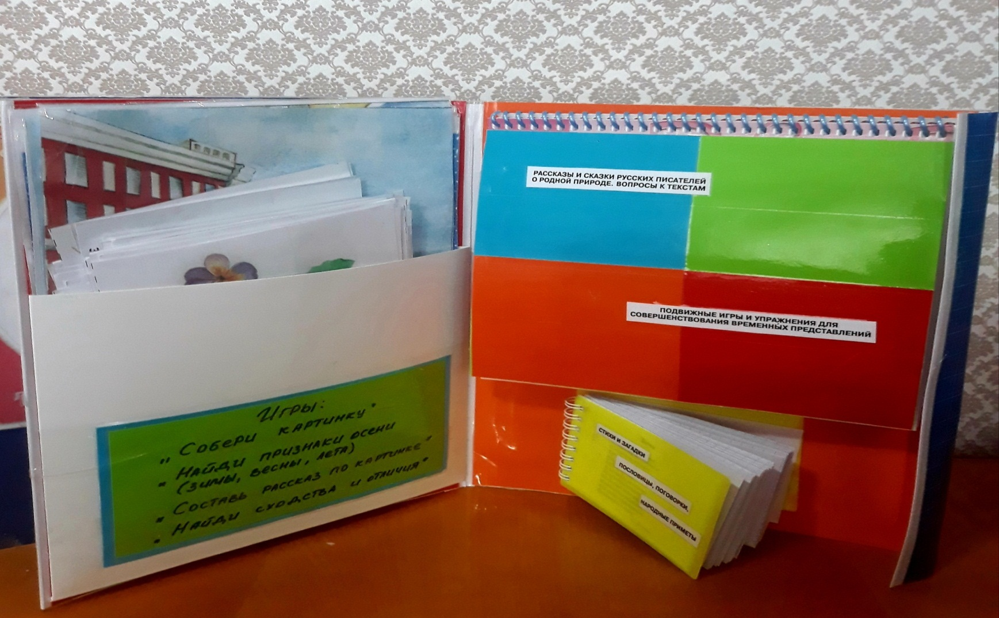 Игры:
"Собери картинку"
"Найди признаки осени
(зимы, весны, лета)
"Составь рассказ по картинке"
"Найди сходства и отличия"
РАССКАЗЫ И СКАЗКИ РУССКИХ ПИСАТЕЛЕЙ
О РОДНОЙ ПРИРОДЕ. ВОПРОСЫ К ТЕКСТАМ
ПОДВИЖНЫЕ ИГРЫ И УПРАЖНЕНИЯ ДЛЯ
СОВЕРШЕНСТВОВАНИЯ ВРЕМЕННЫХ ПРЕДСТАВЛЕНИЙ
СТИХИ И ЗАГАДКИ
ПОСЛОВИЦЫ, ПОГОВОРКИ,
НАРОДНЫЕ ПРИМЕТЫ